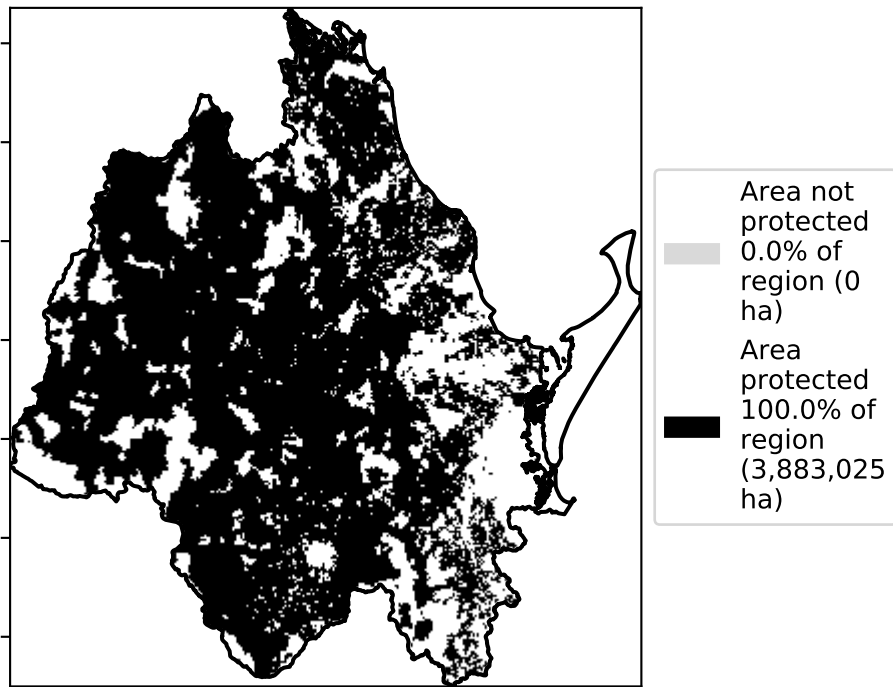 Area not
protected
0.0% of
region (0
ha)
Area
protected
100.0% of
region
(3,883,025
ha)